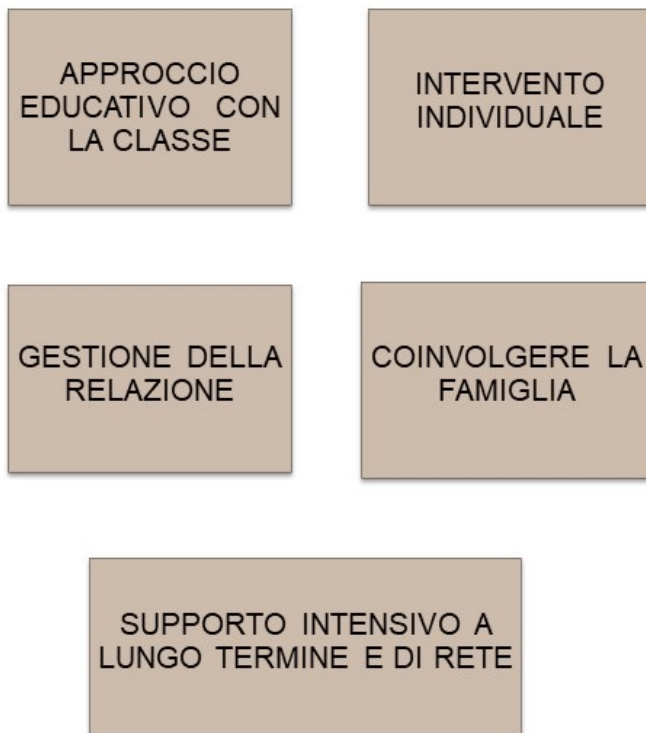 APPROCCIO
EDUCATIVO CON
LA CLASSE
INTERVENTO
INDIVIDUALE
GESTIONE DELLA
RELAZIONE
COINVOLGERE LA
FAMIGLIA
SUPPORTO INTENSIVO A
LUNGO TERMINE E DI RETE